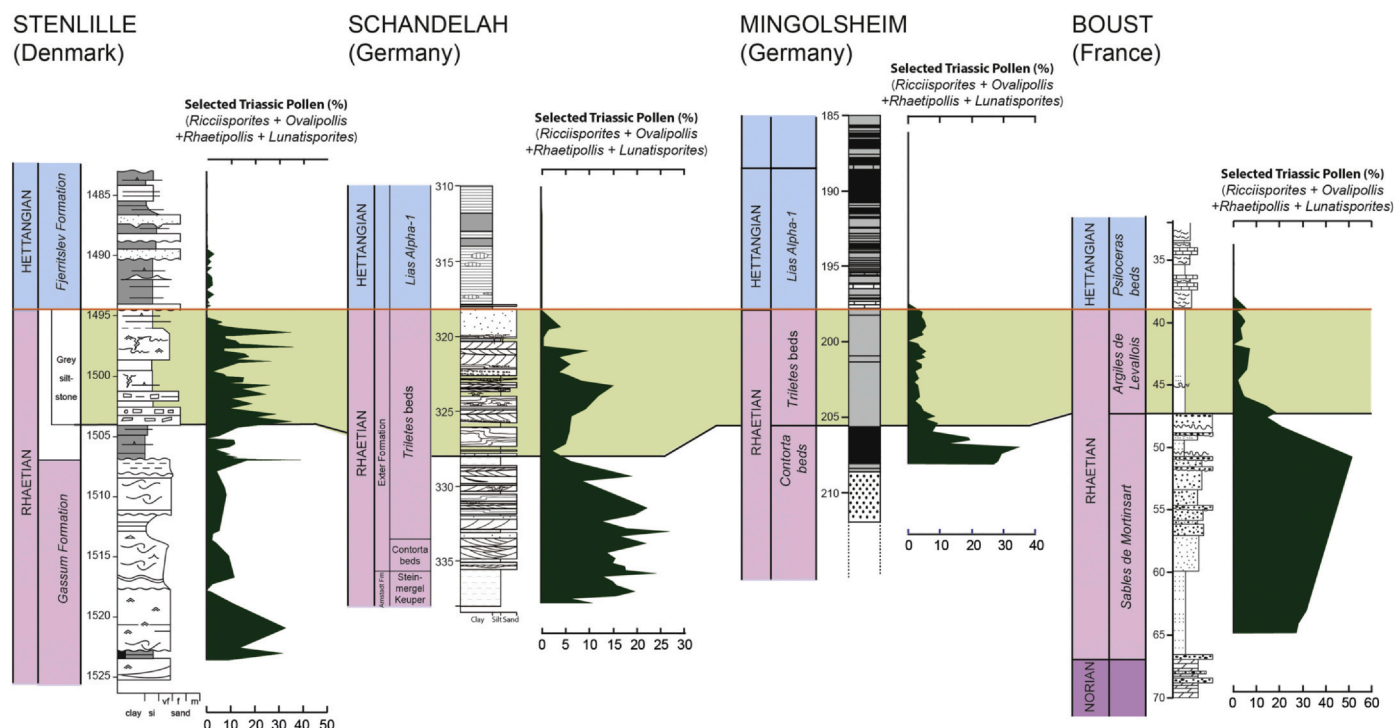 STENLILLE
(Denmark)
Selected Triassic Pollen (%)
(Ricciisporites + Ovalipollis
+Rhaetipollis + Lunatisporites)
HETTANGIAN
Fjerritslev Formation
RHAETIAN
Grey
silt-
stone
Gassum Formation
1485
1490
1495
1500
1505
1510
1515
1520
1525
clay si vf f m
sand
0 10 20 30 40 50
SCHANDELAH
(Germany)
Selected Triassic Pollen (%)
(Ricciisporites + Ovalipollis
+Rhaetipollis + Lunatisporites)
HETTANGIAN
Lias Alpha-1
RHAETIAN
Exter Formation
Triletes beds
Contorta
beds
Arnstadt Fm
Stein-
mergel
Keuper
310
315
320
325
330
335
Clay Silt Sand
0 5 10 15 20 25 30
MINGOLSHEIM
(Germany)
Selected Triassic Pollen (%)
(Ricciisporites + Ovalipollis
+Rhaetipollis + Lunatisporites)
HETTANGIAN
Lias Alpha-1
RHAETIAN
Triletes beds
Contorta
beds
185
190
195
200
205
210
0 10 20 30 40
BOUST
(France)
Selected Triassic Pollen (%)
(Ricciisporites + Ovalipollis
+Rhaetipollis + Lunatisporites)
HETTANGIAN
Psiloceras
beds
RHAETIAN
Argiles de
Levallois
Sables de Mortinsart
NORIAN
35
40
45
50
55
60
65
70
0 10 20 30 40 50 60